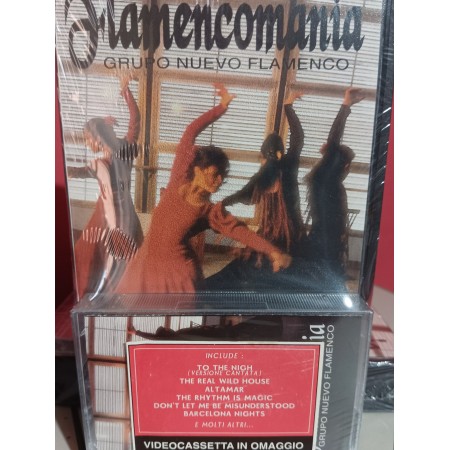 Flamencomania
GRUPO NUEVO FLAMENCO
INCLUDE :
TO THE NIGH
(VERSIONE CANTATA)
THE REAL WILD HOUSE
ALTAMAR
THE RHYTHM IS MAGIC
DON'T LET ME BE MISUNDERSTOOD
BARCELONA NIGHTS
E MOLTI ALTRI...
VIDEOCASSETTA IN OMAGGIO
GRUPO NUEVO FLAMENCO